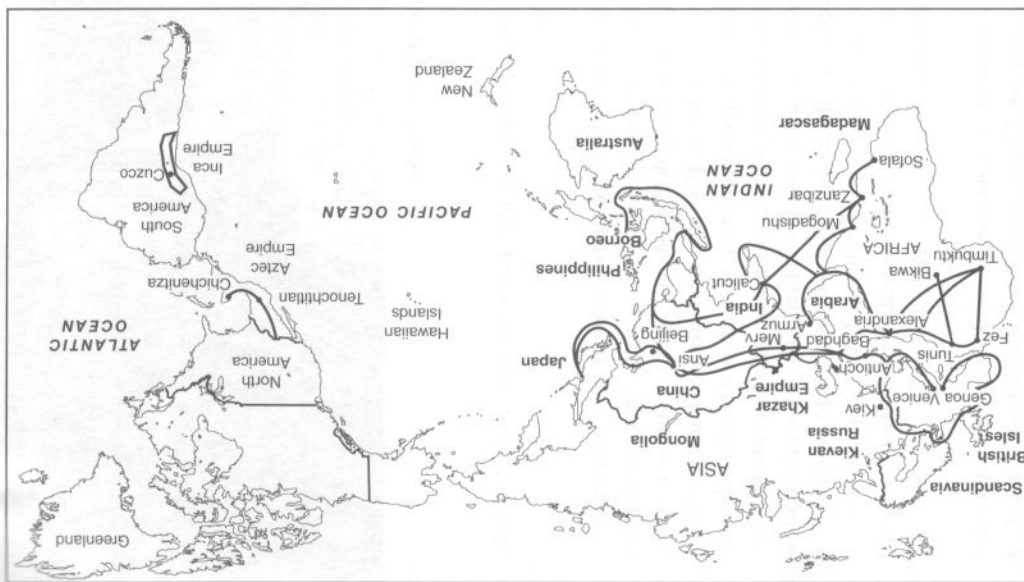 Scandinavia
British
Isles
Genoa
Venice
Kiev
Kievan
Russia
ASIA
Mongolia
Khazar
Empire
China
Japan
Antioch
Tunis
Fez
Baghdad
Merv
Ansi
Beijing
Alexandria
Armuz
Arabia
India
Calicut
Timbuktu
Bikwa
AFRICA
Mogadishu
Zanzibar
Sofala
Madagascar
INDIAN
OCEAN
Philippines
Borneo
Australia
New
Zealand
Hawaiian
Islands
PACIFIC OCEAN
Greenland
North
America
ATLANTIC
OCEAN
Tenochtitlan
Chichenitza
Aztec
Empire
South
America
Cuzco
Inca
Empire